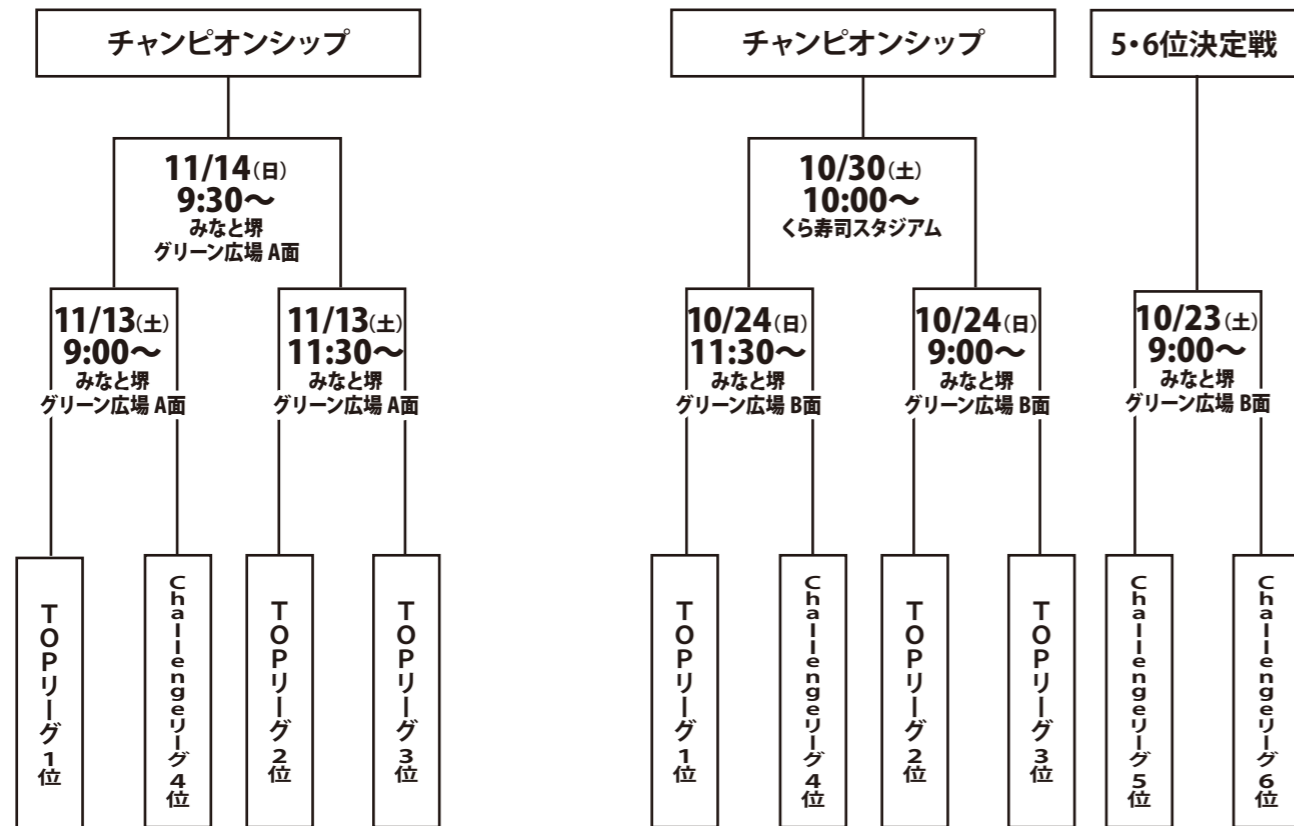 チャンピオンシップ
11/14(日)
9:30～
みなと堺
グリーン広場 A面
11/13(土)
9:00～
みなと堺
グリーン広場 A面
11/13(土)
11:30～
みなと堺
グリーン広場 A面
TOPリーグ1位
Challengeリーグ4位
TOPリーグ2位
TOPリーグ3位
チャンピオンシップ
10/30(土)
10:00～
くら寿司スタジアム
10/24(日)
11:30～
みなと堺
グリーン広場 B面
10/24(日)
9:00～
みなと堺
グリーン広場 B面
TOPリーグ1位
Challengeリーグ4位
TOPリーグ2位
TOPリーグ3位
5・6位決定戦
10/23(土)
9:00～
みなと堺
グリーン広場 B面
Challengeリーグ5位
Challengeリーグ6位